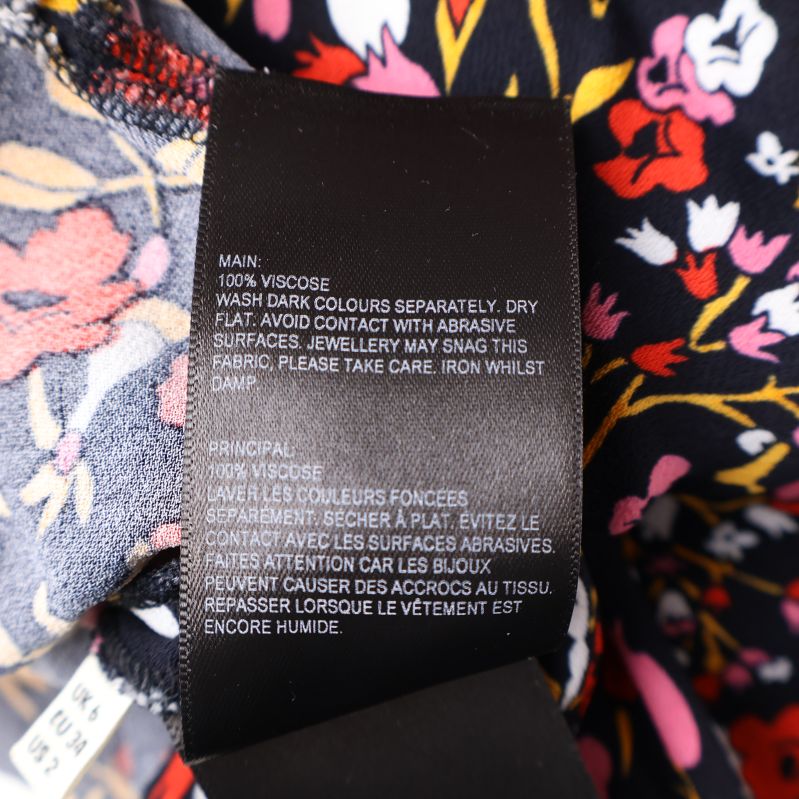 MAIN:
100% VISCOSE
WASH DARK COLOURS SEPARATELY. DRY
FLAT. AVOID CONTACT WITH ABRASIVE
SURFACES. JEWELLERY MAY SNAG THIS
FABRIC, PLEASE TAKE CARE. IRON WHILST
DAMP
PRINCIPAL:
100% VISCOSE
LAVER LES COULEURS FONCÉES
SÉPARÉMENT. SÉCHER À PLAT. ÉVITEZ LE
CONTACT AVEC LES SURFACES ABRASIVES.
FAITES ATTENTION CAR LES BIJOUX
PEUVENT CAUSER DES ACCROCS AU TISSU.
REPASSER LORSQUE LE VÊTEMENT EST
ENCORE HUMIDE.
UK 6
EU 34
US 2